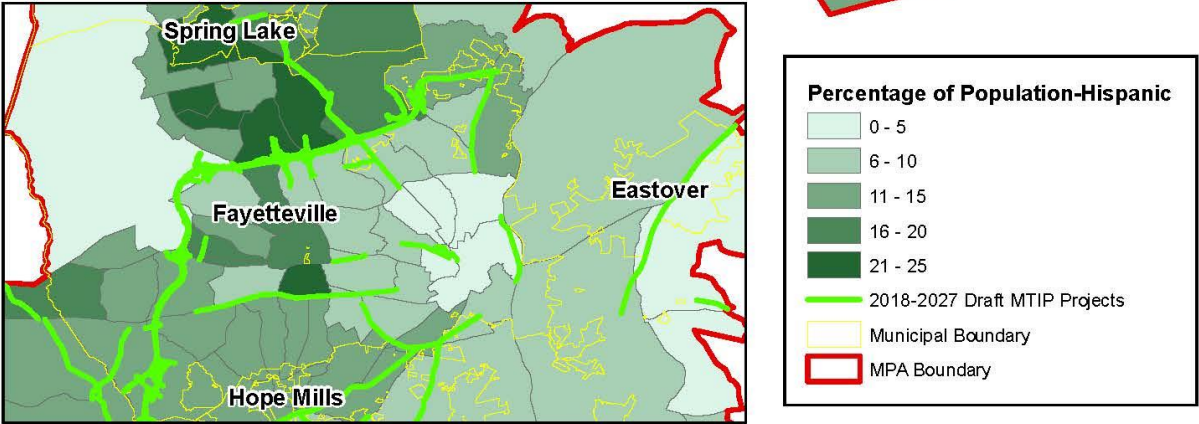 Spring Lake
Eastover
Fayetteville
Hope Mills
Percentage of Population-Hispanic
0 - 5
6 - 10
11 - 15
16 - 20
21 - 25
2018-2027 Draft MTIP Projects
Municipal Boundary
MPA Boundary